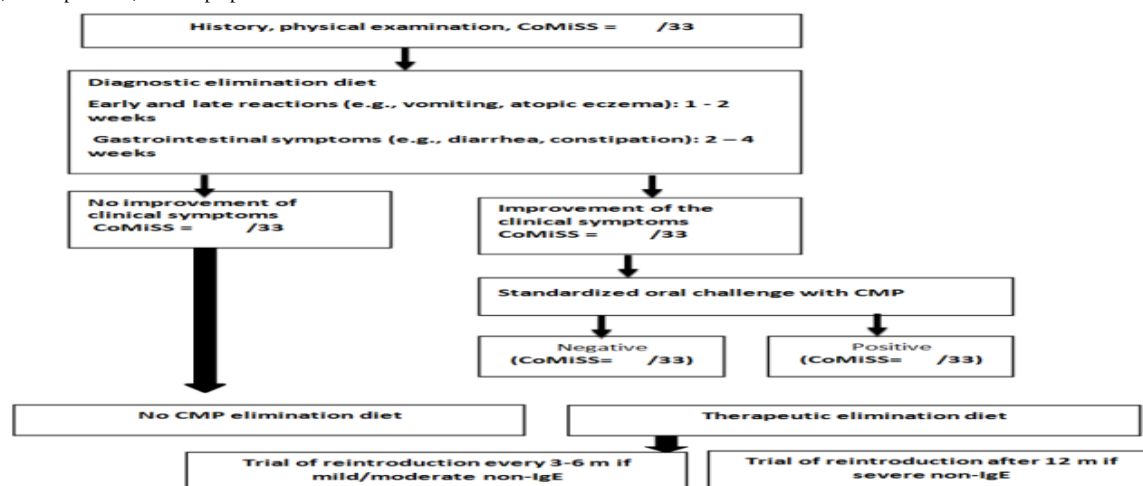 History, physical examination, CoMiSS = /33
Diagnostic elimination diet
Early and late reactions (e.g., vomiting, atopic eczema): 1 - 2
weeks
Gastrointestinal symptoms (e.g., diarrhea, constipation): 2 – 4
weeks
No improvement of
clinical symptoms
CoMiSS = /33
Improvement of the
clinical symptoms
CoMiSS = /33
Standardized oral challenge with CMP
Negative
(CoMiSS= /33)
Positive
(CoMiSS= /33)
No CMP elimination diet
Therapeutic elimination diet
Trial of reintroduction every 3-6 m if
mild/moderate non-IgE
Trial of reintroduction after 12 m if
severe non-IgE